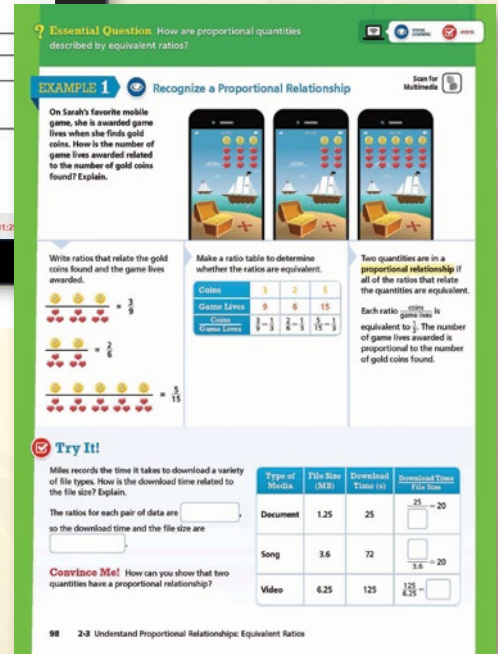 ? Essential Question How are proportional quantities
described by equivalent ratios?
VISUAL
LEARNING
EXAMPLE 1
Recognize a Proportional Relationship
Scan for
Multimedia
On Sarah's favorite mobile
game, she is awarded game
lives when she finds gold
coins. How is the number of
game lives awarded related
to the number of gold coins
found? Explain.
Write ratios that relate the gold
coins found and the game lives
awarded.
= 3/9
= 2/6
= 5/15
Make a ratio table to determine
whether the ratios are equivalent.
Coins 3 2 5
Game Lives 9 6 15
Coins/Game Lives 3/9 = 1/3 2/6 = 1/3 5/15 = 1/3
Two quantities are in a
proportional relationship if
all of the ratios that relate
the quantities are equivalent.
Each ratio coins/game lives is
equivalent to 1/3. The number
of game lives awarded is
proportional to the number
of gold coins found.
Try It!
Miles records the time it takes to download a variety
of file types. How is the download time related to
the file size? Explain.
The ratios for each pair of data are ,
so the download time and the file size are
.
Convince Me! How can you show that two
quantities have a proportional relationship?
Type of Media File Size (MB) Download Time (s) Download Time/File Size
Document 1.25 25 25/ = 20
Song 3.6 72 /3.6 = 20
Video 6.25 125 125/6.25 =
98 2-3 Understand Proportional Relationships: Equivalent Ratios